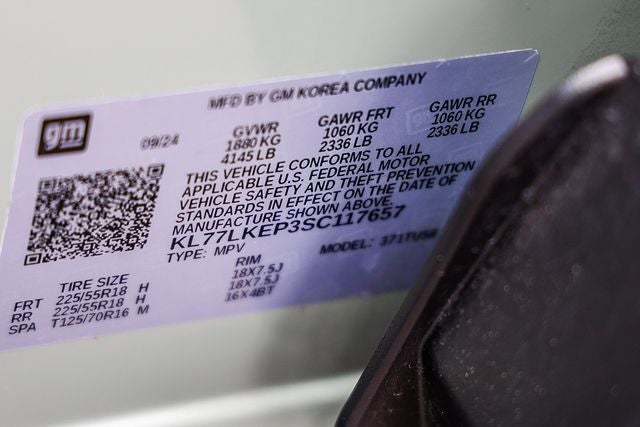 MFD BY GM KOREA COMPANY
gm
09/24
GVWR GAWR FRT GAWR RR
1880 KG 1060 KG 1060 KG
4145 LB 2336 LB 2336 LB
THIS VEHICLE CONFORMS TO ALL
APPLICABLE U.S. FEDERAL MOTOR
VEHICLE SAFETY AND THEFT PREVENTION
STANDARDS IN EFFECT ON THE DATE OF
MANUFACTURE SHOWN ABOVE.
KL77LKEP3SC117657
TYPE: MPV MODEL: 371TU58
TIRE SIZE RIM
FRT 225/55R18 H 18X7.5J
RR 225/55R18 H 18X7.5J
SPA T125/70R16 M 16X4BT